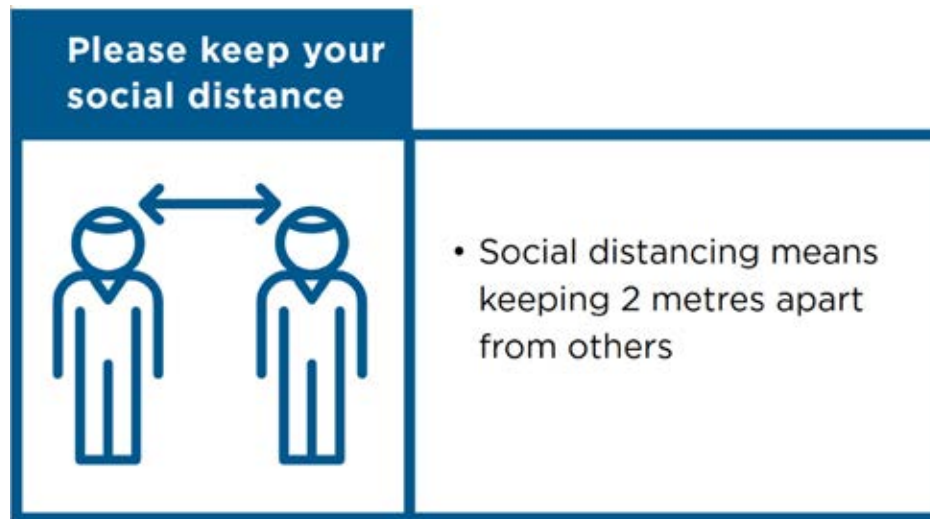 Please keep your
social distance
• Social distancing means
keeping 2 metres apart
from others